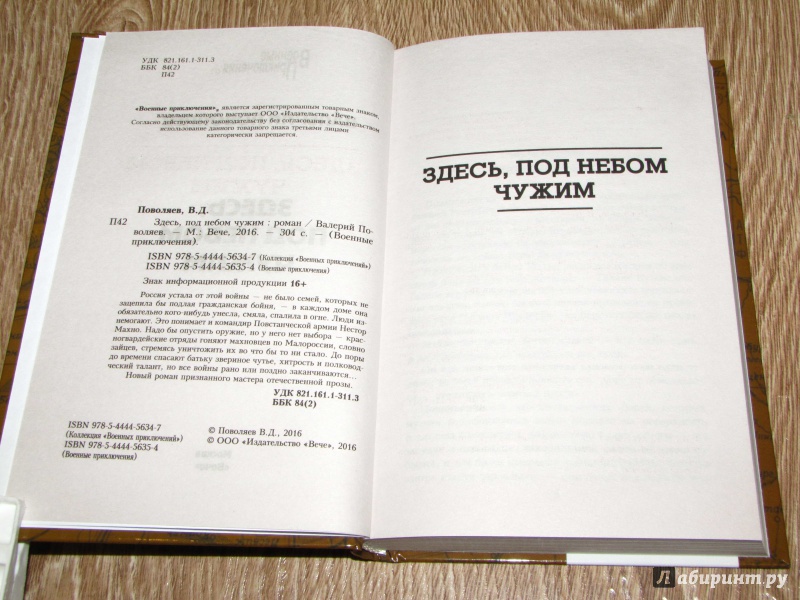 УДК 821.161.1-311.3
ББК 84(2)
П42
«Военные приключения», является зарегистрированным товарным знаком,
владельцем которого выступает ООО «Издательство «Вече».
Согласно действующему законодательству без согласования с издательством
использование данного товарного знака третьими лицами
категорически запрещается.
Поволяев, В.Д.
П42 Здесь, под небом чужим : роман / Валерий По-
воляев. – М.: Вече, 2016. – 304 с. – (Военные
приключения).
ISBN 978-5-4444-5634-7 (Коллекция «Военных приключений»)
ISBN 978-5-4444-5635-4 (Военные приключения)
Знак информационной продукции 16+
Россия устала от этой войны – не было семей, которых не
зацепила бы подлая гражданская бойня, – в каждом доме она
обязательно кого-нибудь унесла, смяла, спалила в огне. Люди из-
немогают. Это понимает и командир Повстанческой армии Нестор
Махно. Надо бы опустить оружие, но у него нет выбора – крас-
ногвардейские отряды гоняют махновцев по Малороссии, словно
зайцев, стремясь уничтожить их во что бы то ни стало. До поры
до времени спасают батьку звериное чутье, хитрость и полковод-
ческий талант, но все войны рано или поздно заканчиваются...
Новый роман признанного мастера отечественной прозы.
УДК 821.161.1-311.3
ББК 84(2)
ISBN 978-5-4444-5634-7
(Коллекция «Военных приключений»)
ISBN 978-5-4444-5635-4
(Военные приключения)
© Поволяев В.Д., 2016
© ООО «Издательство «Вече», 2016
ЗДЕСЬ, ПОД НЕБОМ
ЧУЖИМ
Лабиринт.ру